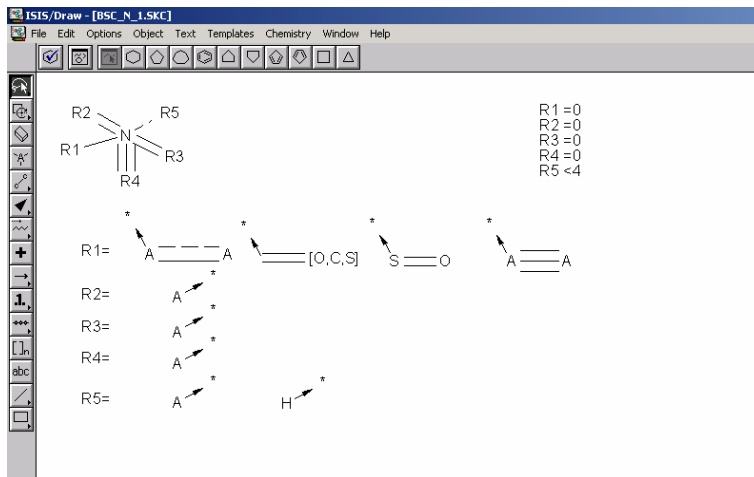 ISIS/Draw - [BSC_N_1.SKC]
File Edit Options Object Text Templates Chemistry Window Help
R2 R5
N
R1 R3
R4
R1 =0
R2 =0
R3 =0
R4 =0
R5 <4
* * * *
R1= A A [O,C,S] S O A A
R2= A *
R3= A *
R4= A *
R5= A * H *
A
1.
[ ]n
abc